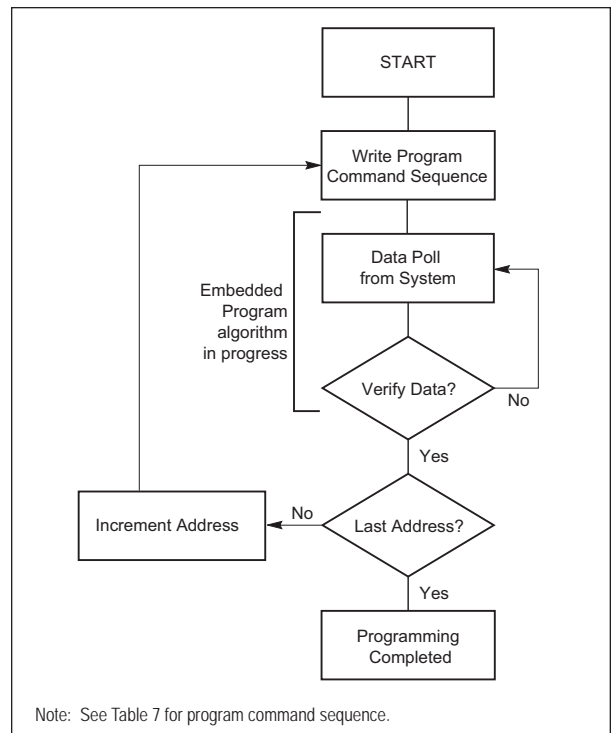 START
Write Program
Command Sequence
Data Poll
from System
Embedded
Program
algorithm
in progress
Verify Data?
No
Yes
No
Increment Address
Last Address?
Yes
Programming
Completed
Note: See Table 7 for program command sequence.